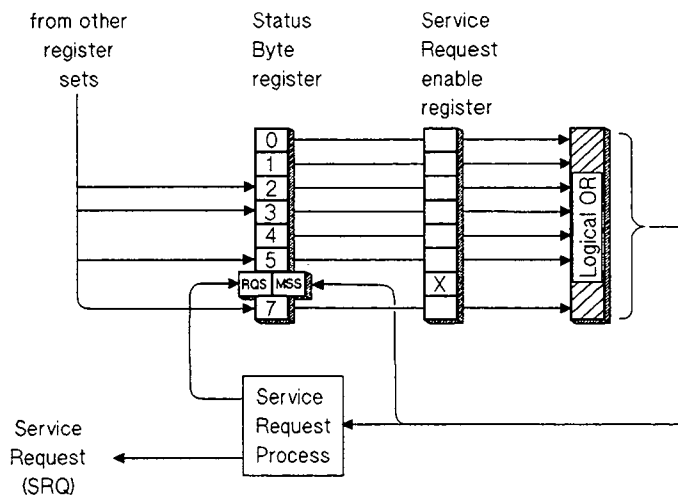 from other
register
sets
Status
Byte
register
Service
Request
enable
register
0
1
2
3
4
5
RQS MSS
7
X
Logical OR
Service
Request
Process
Service
Request
(SRQ)